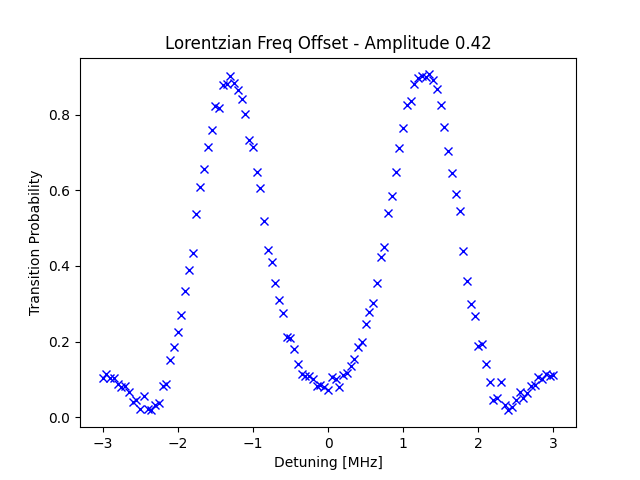 Lorentzian Freq Offset - Amplitude 0.42
Transition Probability
0.8
0.6
0.4
0.2
0.0
−3 −2 −1 0 1 2 3
Detuning [MHz]